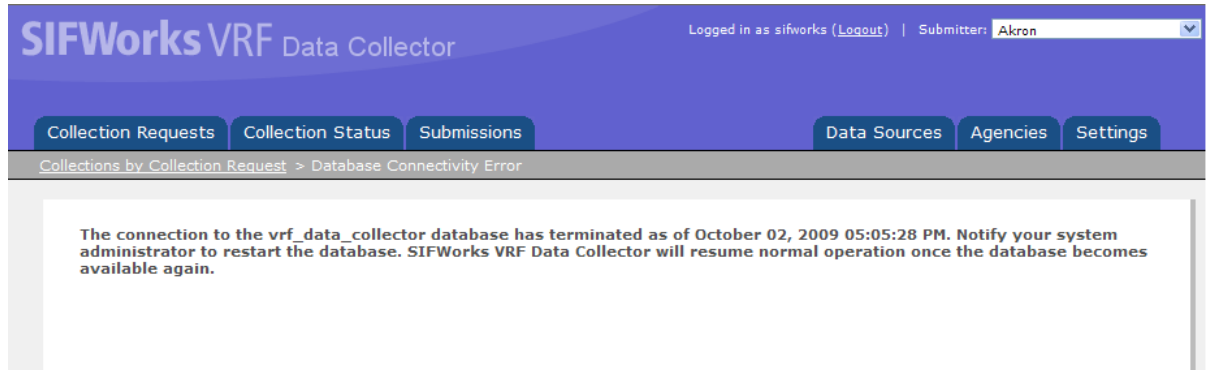 SIFWorks VRF Data Collector
Logged in as sifworks (Logout) | Submitter: Akron
Collection Requests Collection Status Submissions Data Sources Agencies Settings
Collections by Collection Request > Database Connectivity Error
The connection to the vrf_data_collector database has terminated as of October 02, 2009 05:05:28 PM. Notify your system
administrator to restart the database. SIFWorks VRF Data Collector will resume normal operation once the database becomes
available again.